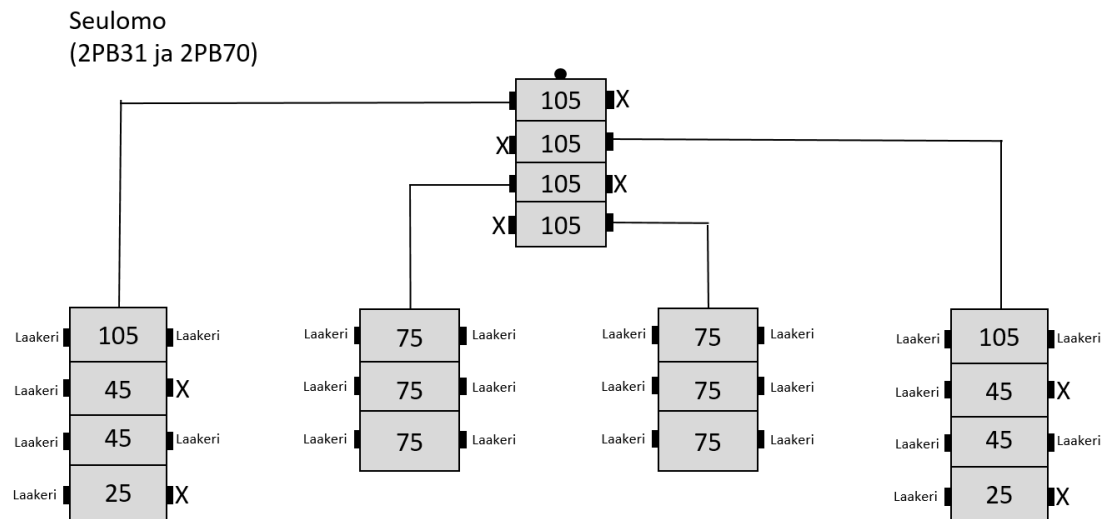 Seulomo
(2PB31 ja 2PB70)
105 X
X 105
105 X
X 105
Laakeri 105 Laakeri
Laakeri 45 X
Laakeri 45 Laakeri
Laakeri 25 X
Laakeri 75 Laakeri
Laakeri 75 Laakeri
Laakeri 75 Laakeri
Laakeri 75 Laakeri
Laakeri 75 Laakeri
Laakeri 75 Laakeri
Laakeri 105 Laakeri
Laakeri 45 X
Laakeri 45 Laakeri
Laakeri 25 X